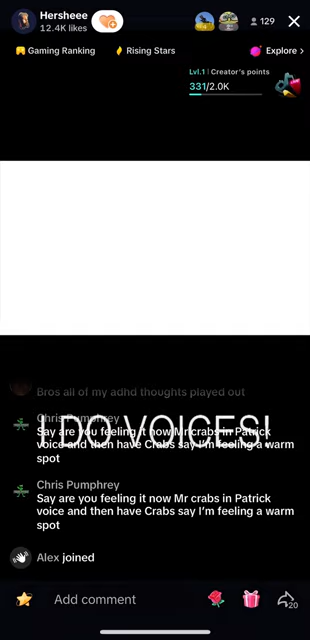 Hersheee
12.4K likes
129
Gaming Ranking
Rising Stars
Explore >
Lvl.1 | Creator's points
331/2.0K
Bros all of my adhd thoughts played out
Chris Pumphrey
Say are you feeling it now Mr crabs in Patrick
voice and then have Crabs say I'm feeling a warm
spot
I DO VOICES!
Chris Pumphrey
Say are you feeling it now Mr crabs in Patrick
voice and then have Crabs say I'm feeling a warm
spot
Alex joined
Add comment
20